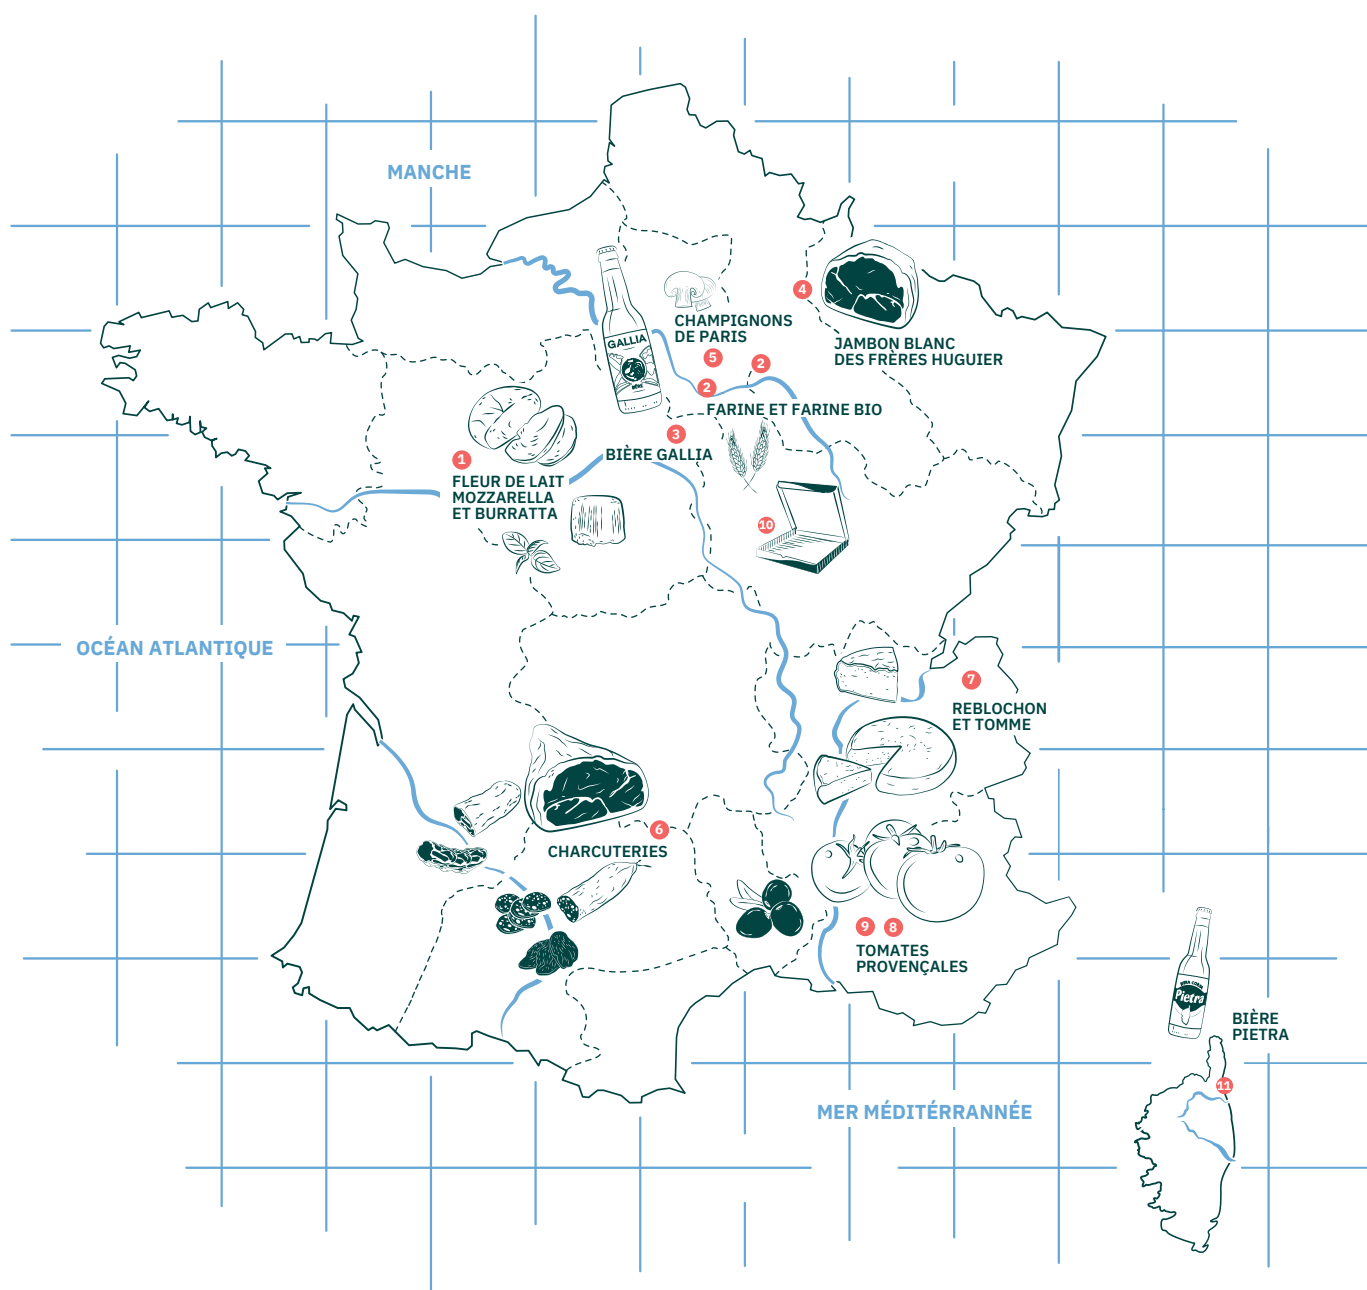 MANCHE
4
GALLIA
BIÈRE
CHAMPIGNONS
DE PARIS
5
JAMBON BLANC
DES FRÈRES HUGUIER
2
2
FARINE ET FARINE BIO
3
BIÈRE GALLIA
1
FLEUR DE LAIT
MOZZARELLA
ET BURRATTA
10
OCÉAN ATLANTIQUE
7
REBLOCHON
ET TOMME
6
CHARCUTERIES
9
8
TOMATES
PROVENÇALES
Pietra
BIÈRE
PIETRA
11
MER MÉDITÉRRANNÉE